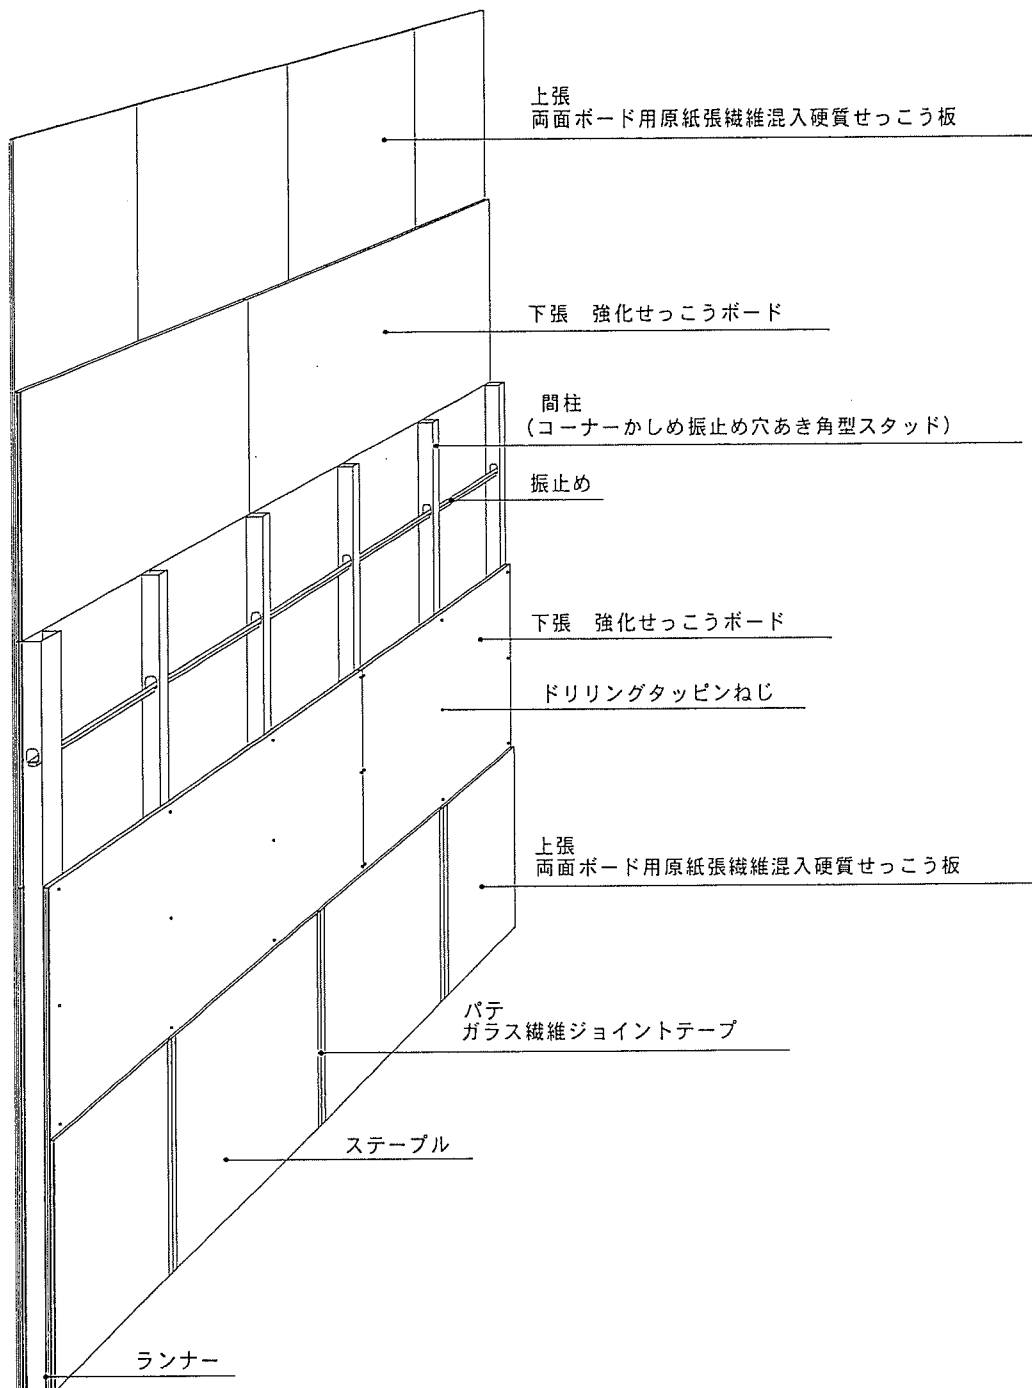 上張
両面ボード用原紙張繊維混入硬質せっこう板
下張　強化せっこうボード
間柱
(コーナーかしめ振止め穴あき角型スタッド)
振止め
下張　強化せっこうボード
ドリリングタッピンねじ
上張
両面ボード用原紙張繊維混入硬質せっこう板
パテ
ガラス繊維ジョイントテープ
ステープル
ランナー